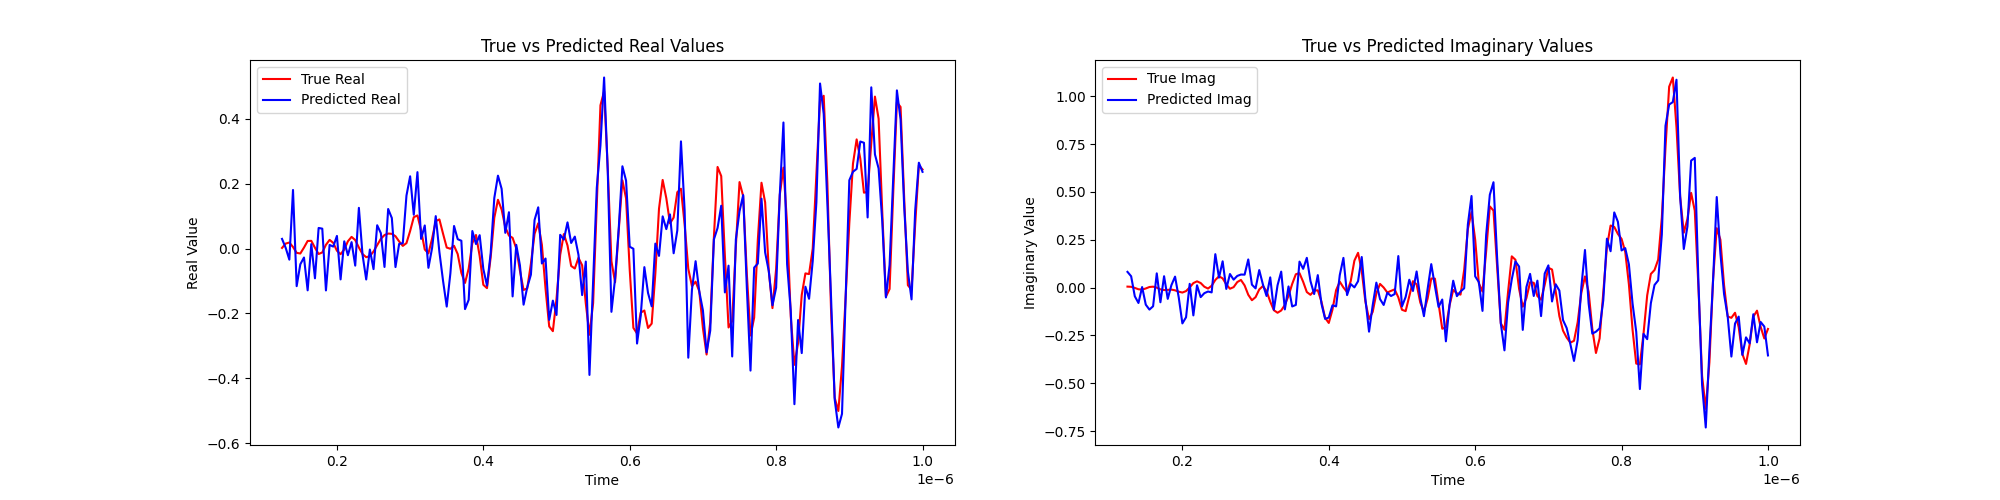 True vs Predicted Real Values
True Real
Predicted Real
Real Value
0.4
0.2
0.0
−0.2
−0.4
−0.6
0.2
0.4
0.6
0.8
1.0
1e−6
Time
True vs Predicted Imaginary Values
True Imag
Predicted Imag
Imaginary Value
1.00
0.75
0.50
0.25
0.00
−0.25
−0.50
−0.75
0.2
0.4
0.6
0.8
1.0
1e−6
Time